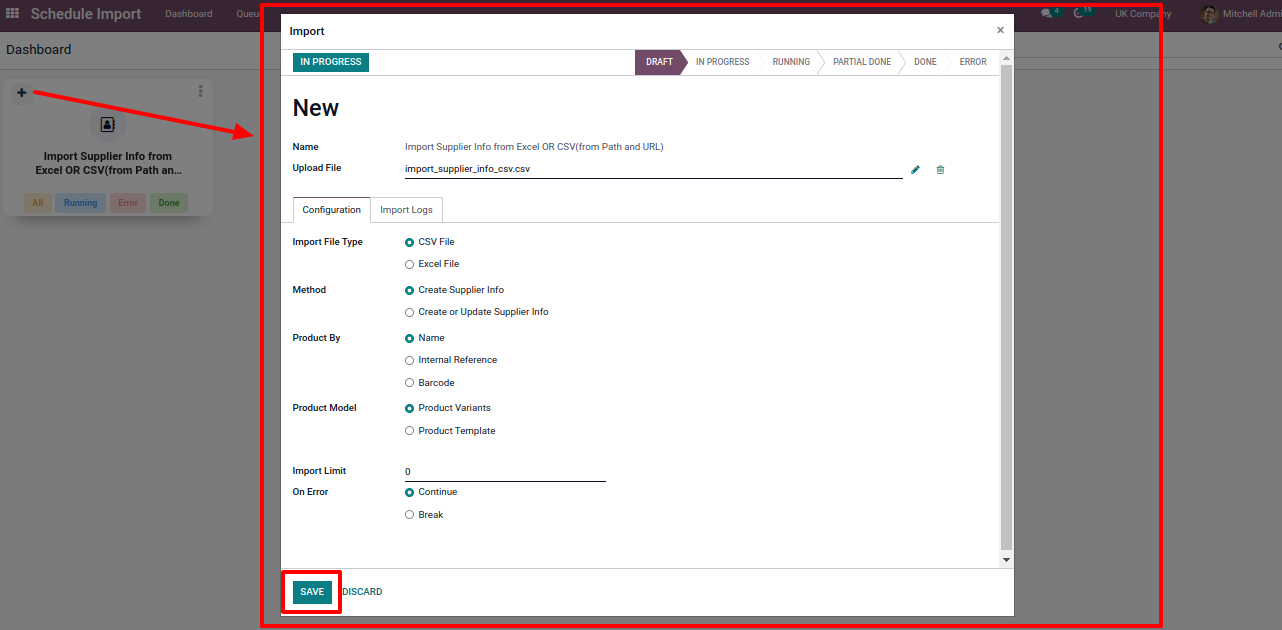 Schedule Import Dashboard
4 19 UK Company
Import ×
Dashboard
IN PROGRESS DRAFT IN PROGRESS RUNNING PARTIAL DONE DONE ERROR
+
New
Import Supplier Info from
Excel OR CSV(from Path an...
All Running Error Done
Name Import Supplier Info from Excel OR CSV(from Path and URL)
Upload File import_supplier_info_csv.csv
Configuration Import Logs
Import File Type CSV File
Excel File
Method Create Supplier Info
Create or Update Supplier Info
Product By Name
Internal Reference
Barcode
Product Model Product Variants
Product Template
Import Limit 0
On Error Continue
Break
SAVE DISCARD